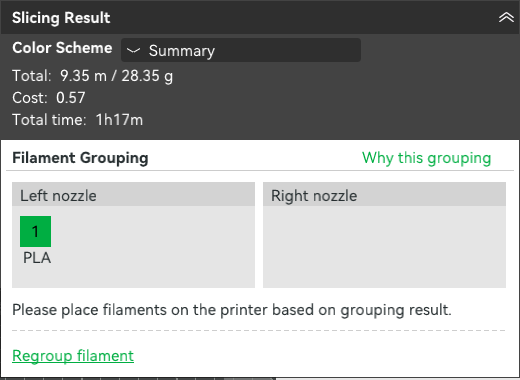 Slicing Result
Color Scheme Summary
Total: 9.35 m / 28.35 g
Cost: 0.57
Total time: 1h17m
Filament Grouping Why this grouping
Left nozzle Right nozzle
1
PLA
Please place filaments on the printer based on grouping result.
Regroup filament